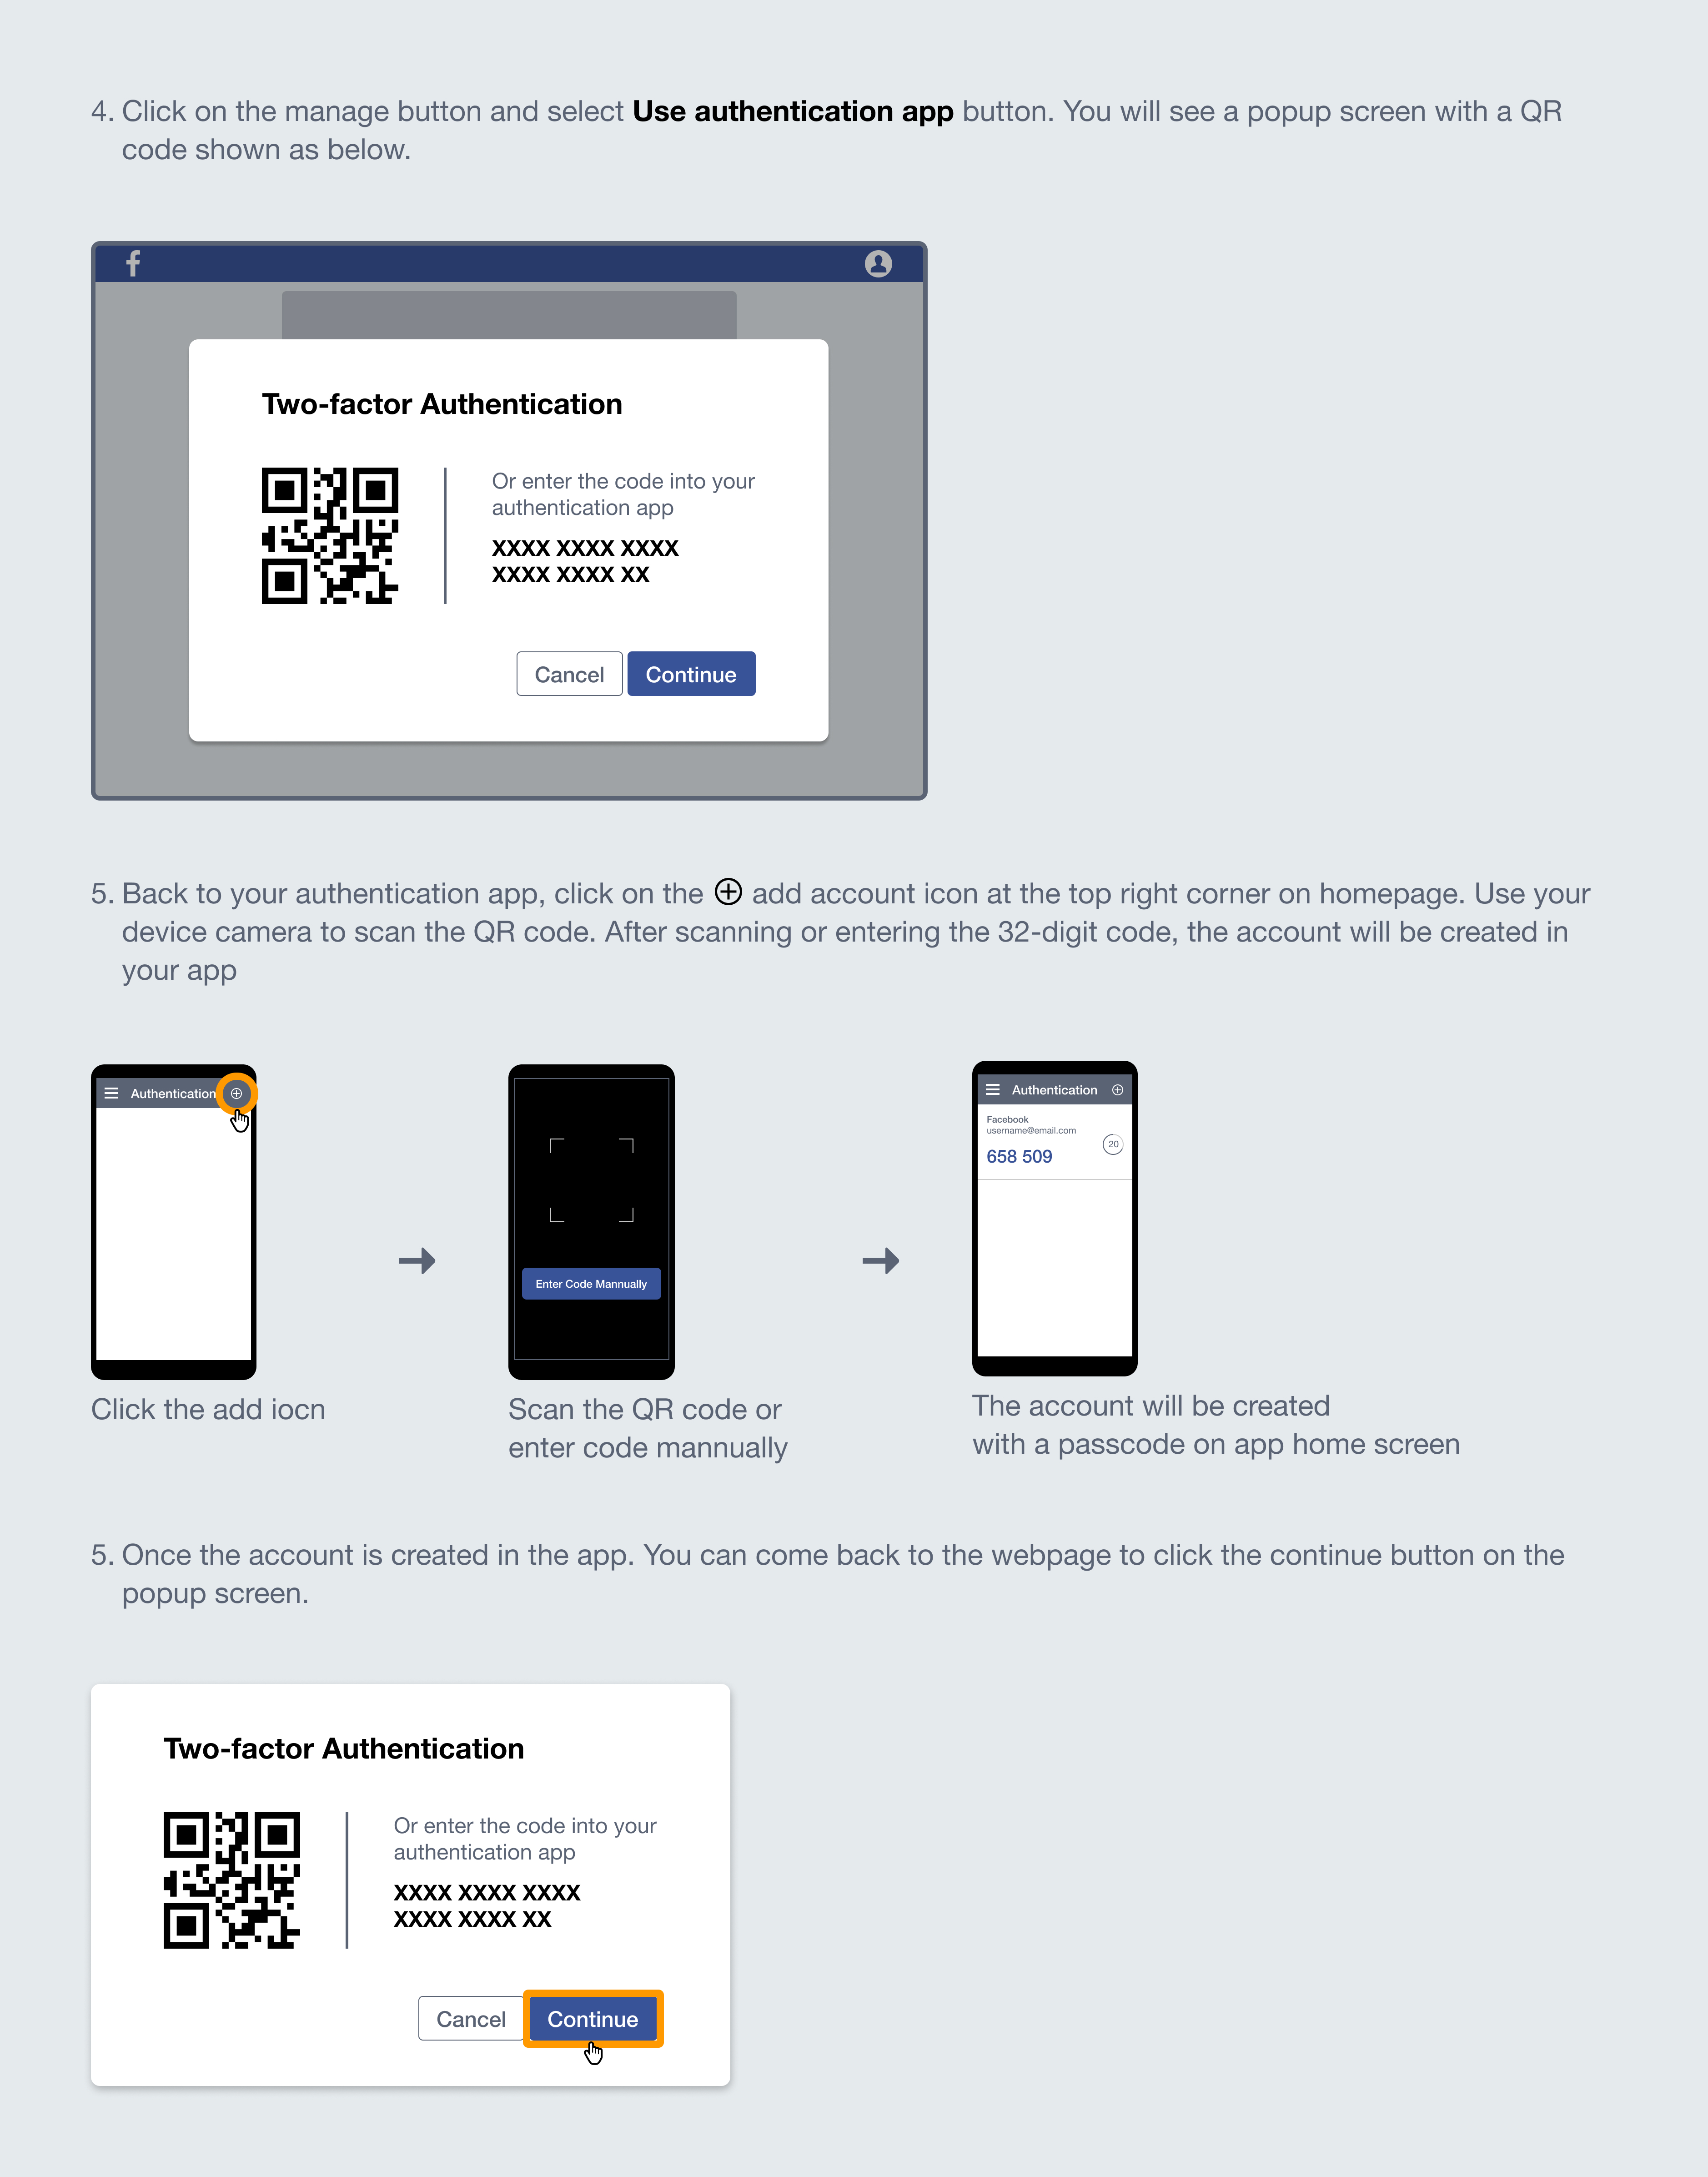 4. Click on the manage button and select Use authentication app button. You will see a popup screen with a QR
code shown as below.
f
Two-factor Authentication
Or enter the code into your
authentication app
XXXX XXXX XXXX
XXXX XXXX XX
Cancel Continue
5. Back to your authentication app, click on the add account icon at the top right corner on homepage. Use your
device camera to scan the QR code. After scanning or entering the 32-digit code, the account will be created in
your app
Authentication
Click the add iocn
Enter Code Mannually
Scan the QR code or
enter code mannually
Authentication
Facebook
username@email.com
658 509
20
The account will be created
with a passcode on app home screen
5. Once the account is created in the app. You can come back to the webpage to click the continue button on the
popup screen.
Two-factor Authentication
Or enter the code into your
authentication app
XXXX XXXX XXXX
XXXX XXXX XX
Cancel Continue